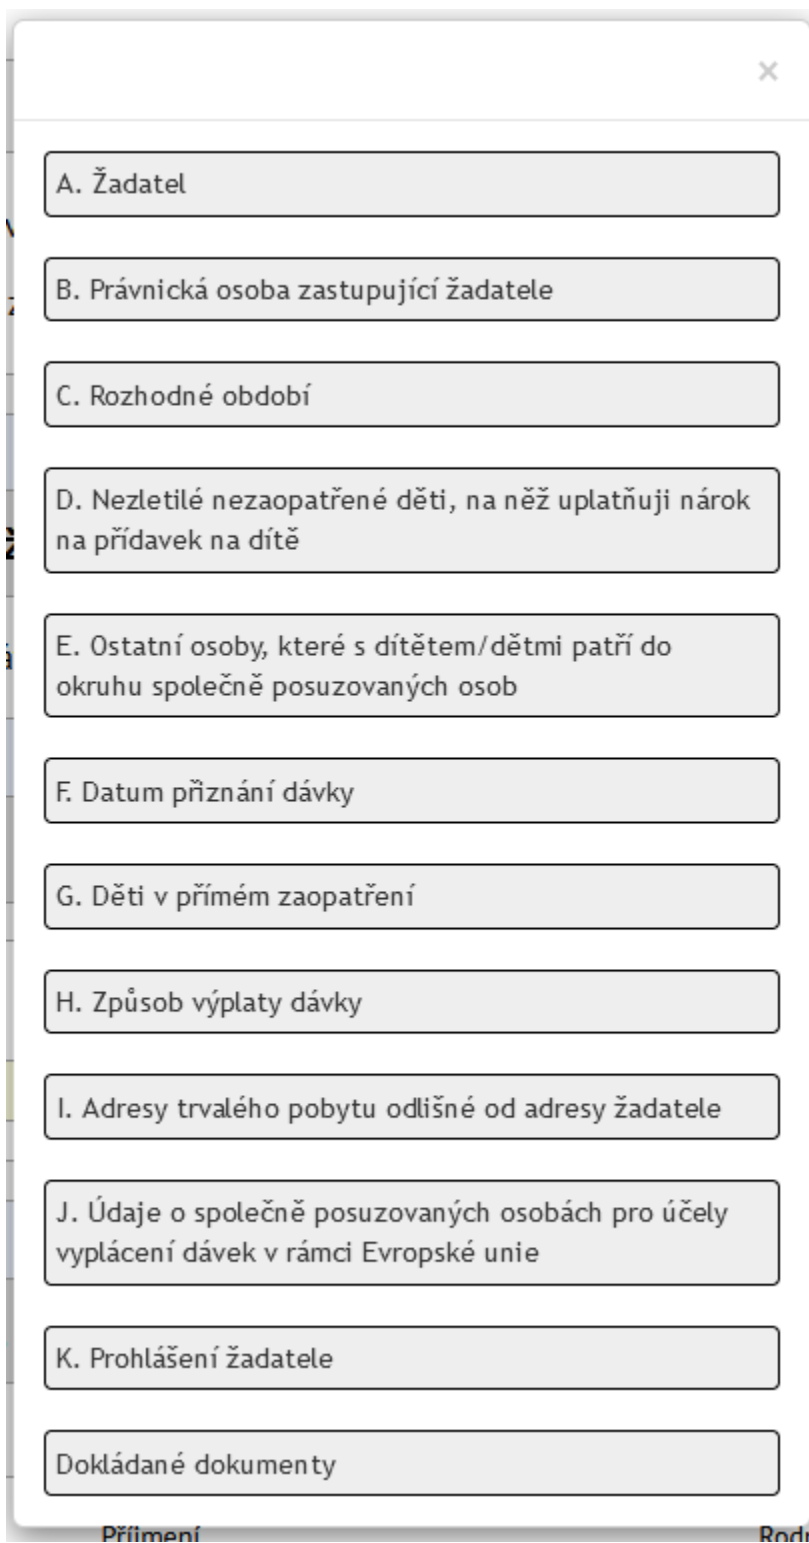 ×
A. Žadatel
B. Právnická osoba zastupující žadatele
C. Rozhodné období
D. Nezletilé nezaopatřené děti, na něž uplatňuji nárok
na přídavek na dítě
E. Ostatní osoby, které s dítětem/dětmi patří do
okruhu společně posuzovaných osob
F. Datum přiznání dávky
G. Děti v přímém zaopatření
H. Způsob výplaty dávky
I. Adresy trvalého pobytu odlišné od adresy žadatele
J. Údaje o společně posuzovaných osobách pro účely
vyplácení dávek v rámci Evropské unie
K. Prohlášení žadatele
Dokládané dokumenty
Příjmení